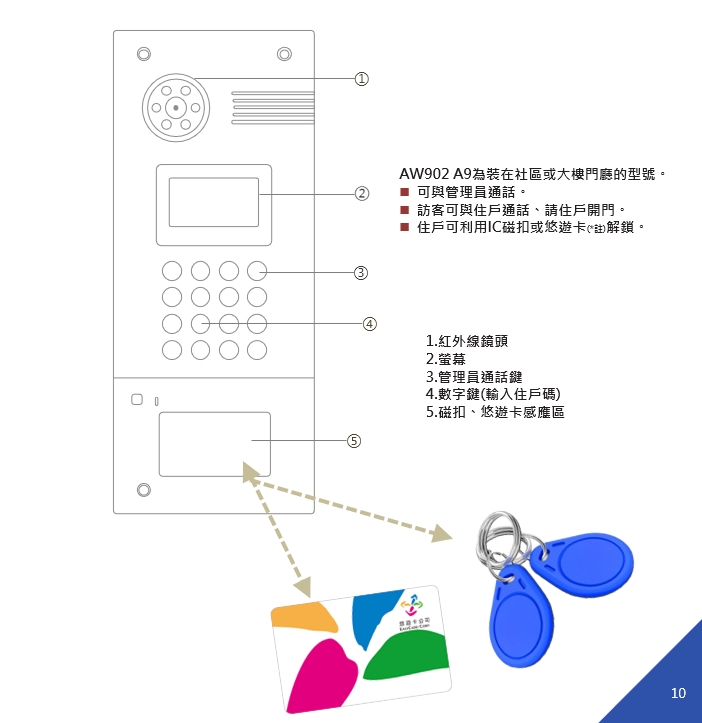 ①
AW902 A9為裝在社區或大樓門廳的型號。
②
■ 可與管理員通話。
■ 訪客可與住戶通話、請住戶開門。
■ 住戶可利用IC磁扣或悠遊卡(*註)解鎖。
③
④
1.紅外線鏡頭
2.螢幕
3.管理員通話鍵
4.數字鍵(輸入住戶碼)
5.磁扣、悠遊卡感應區
⑤
悠遊卡公司
EASYCARD CORP.
10